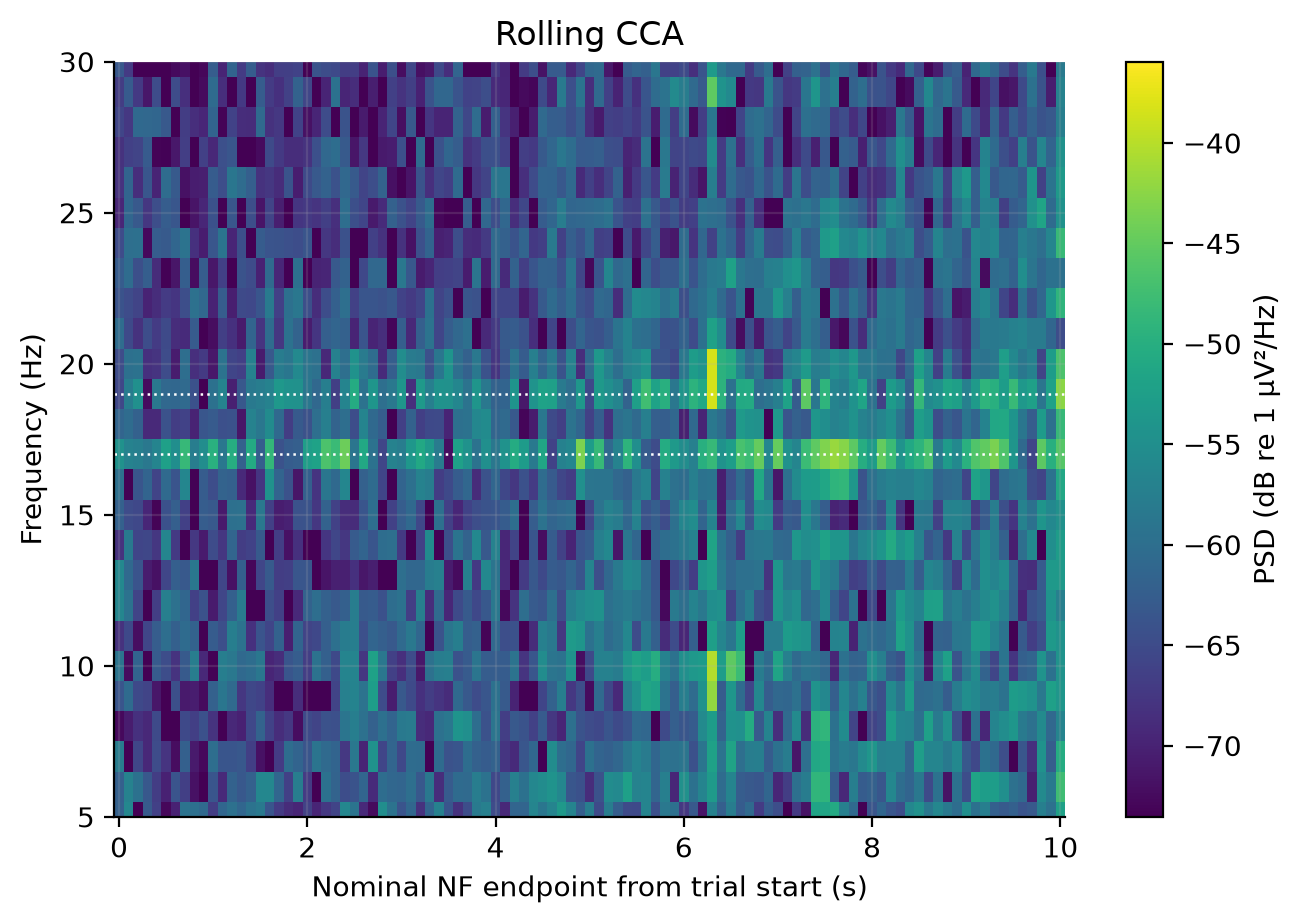 Rolling CCA
30
25
20
15
10
5
Frequency (Hz)
0 2 4 6 8 10
Nominal NF endpoint from trial start (s)
−40
−45
−50
−55
−60
−65
−70
PSD (dB re 1 µV²/Hz)